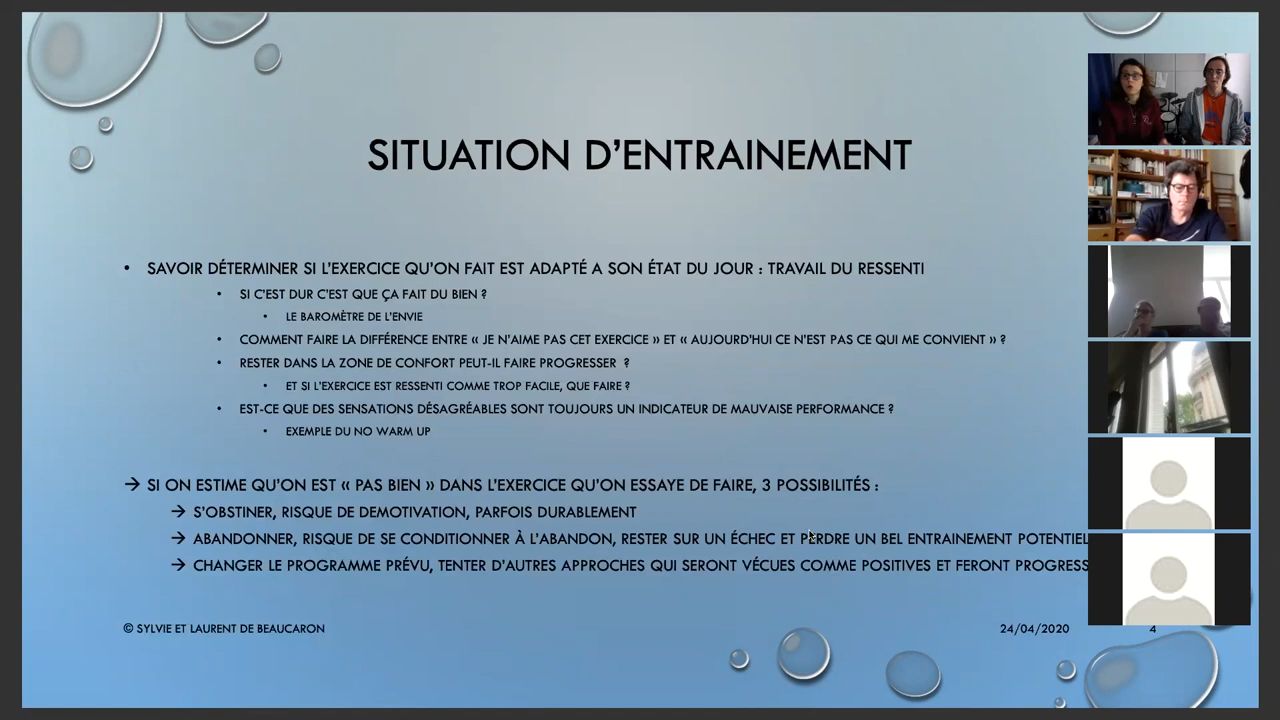 SITUATION D'ENTRAINEMENT
• SAVOIR DÉTERMINER SI L'EXERCICE QU'ON FAIT EST ADAPTÉ A SON ÉTAT DU JOUR : TRAVAIL DU RESSENTI
• SI C'EST DUR C'EST QUE ÇA FAIT DU BIEN ?
• LE BAROMÈTRE DE L'ENVIE
• COMMENT FAIRE LA DIFFÉRENCE ENTRE « JE N'AIME PAS CET EXERCICE » ET « AUJOURD'HUI CE N'EST PAS CE QUI ME CONVIENT » ?
• RESTER DANS LA ZONE DE CONFORT PEUT-IL FAIRE PROGRESSER ?
• ET SI L'EXERCICE EST RESSENTI COMME TROP FACILE, QUE FAIRE ?
• EST-CE QUE DES SENSATIONS DÉSAGRÉABLES SONT TOUJOURS UN INDICATEUR DE MAUVAISE PERFORMANCE ?
• EXEMPLE DU NO WARM UP
→ SI ON ESTIME QU'ON EST « PAS BIEN » DANS L'EXERCICE QU'ON ESSAYE DE FAIRE, 3 POSSIBILITÉS :
→ S'OBSTINER, RISQUE DE DEMOTIVATION, PARFOIS DURABLEMENT
→ ABANDONNER, RISQUE DE SE CONDITIONNER À L'ABANDON, RESTER SUR UN ÉCHEC ET PERDRE UN BEL ENTRAINEMENT POTENTIEL
→ CHANGER LE PROGRAMME PRÉVU, TENTER D'AUTRES APPROCHES QUI SERONT VÉCUES COMME POSITIVES ET FERONT PROGRESS
© SYLVIE ET LAURENT DE BEAUCARON 24/04/2020 4